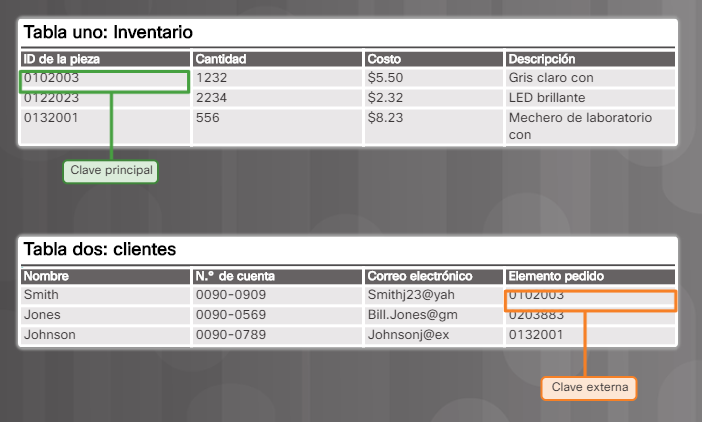 Tabla uno: Inventario
ID de la pieza Cantidad Costo Descripción
0102003 1232 $5.50 Gris claro con
0122023 2234 $2.32 LED brillante
0132001 556 $8.23 Mechero de laboratorio
con
Clave principal
Tabla dos: clientes
Nombre N.° de cuenta Correo electrónico Elemento pedido
Smith 0090-0909 Smithj23@yah 0102003
Jones 0090-0569 Bill.Jones@gm 0203883
Johnson 0090-0789 Johnsonj@ex 0132001
Clave externa